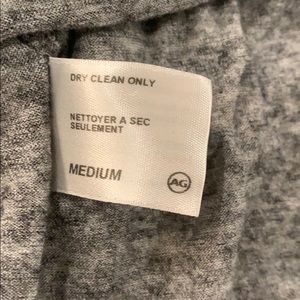 DRY CLEAN ONLY
NETTOYER A SEC
SEULEMENT
MEDIUM
AG